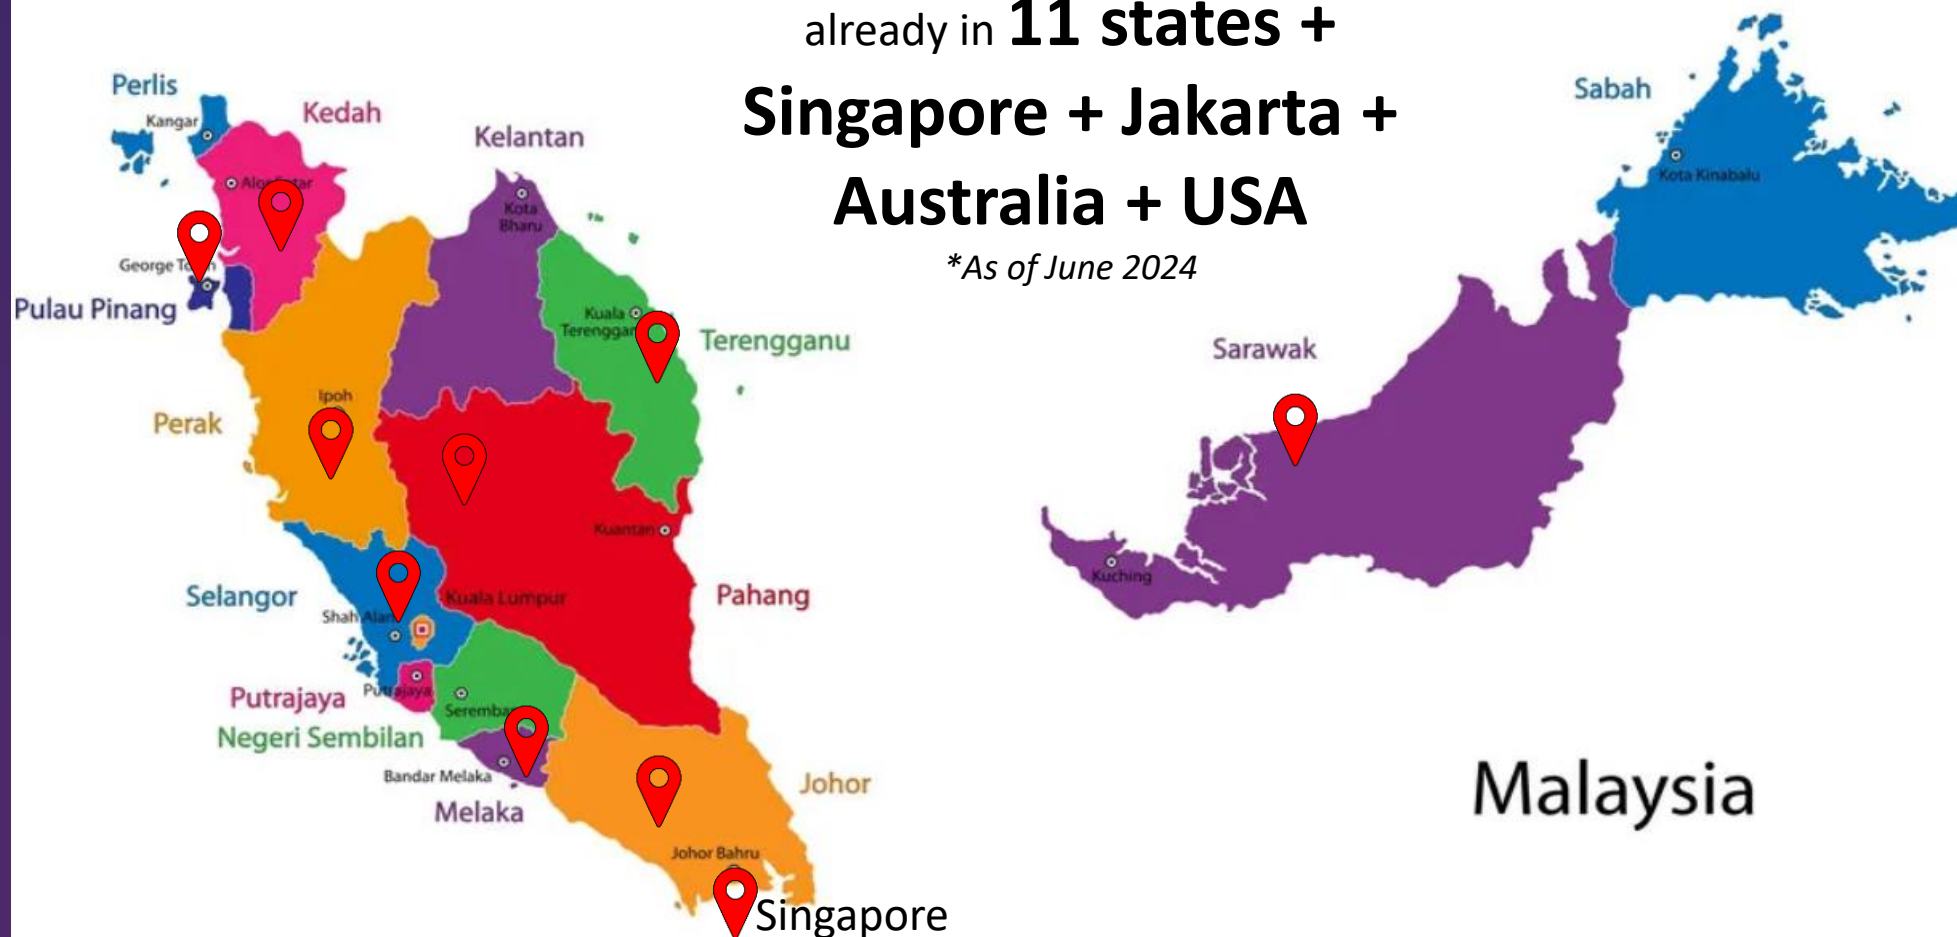 already in 11 states +
Singapore + Jakarta +
Australia + USA
*As of June 2024
Perlis
Kangar
Kedah
Kelantan
Kota
Bharu
George
Pulau Pinang
Kuala
Terengganu
Perak
Ipoh
Kuantan
Selangor
Kuala Lumpur
Pahang
Shah Alam
Putrajaya
Putrajaya
Negeri Sembilan
Bandar Melaka
Melaka
Johor
Johor Bahru
Singapore
Sabah
Kota Kinabalu
Sarawak
Kuching
Malaysia